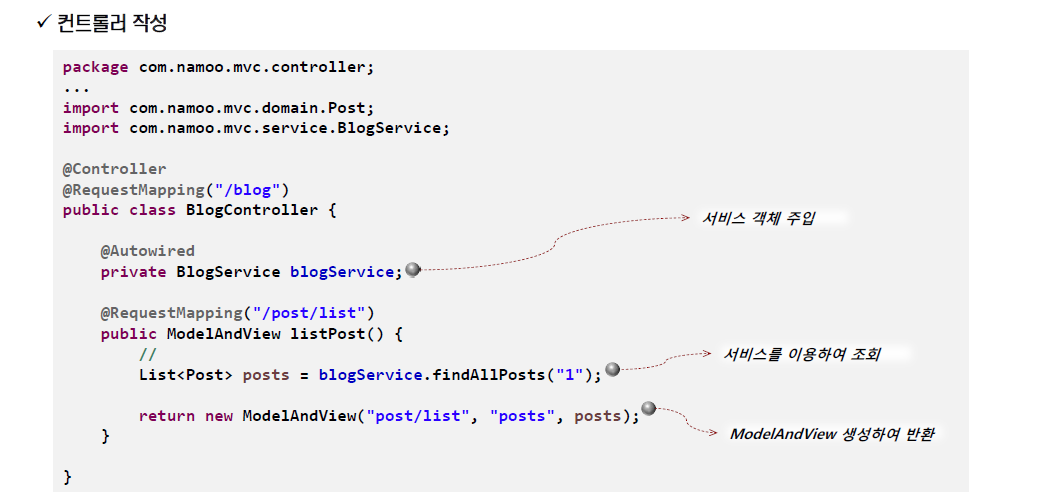 ✓ 컨트롤러 작성
package com.namoo.mvc.controller;
...
import com.namoo.mvc.domain.Post;
import com.namoo.mvc.service.BlogService;
@Controller
@RequestMapping("/blog")
public class BlogController {
서비스 객체 주입
@Autowired
private BlogService blogService;
@RequestMapping("/post/list")
public ModelAndView listPost() {
//
서비스를 이용하여 조회
List<Post> posts = blogService.findAllPosts("1");
return new ModelAndView("post/list", "posts", posts);
ModelAndView 생성하여 반환
}
}